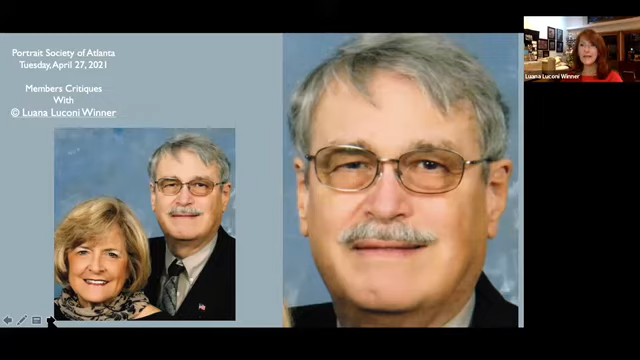 Portrait Society of Atlanta
Tuesday, April 27, 2021
Members Critiques
With
© Luana Luconi Winner
Luana Luconi Winner